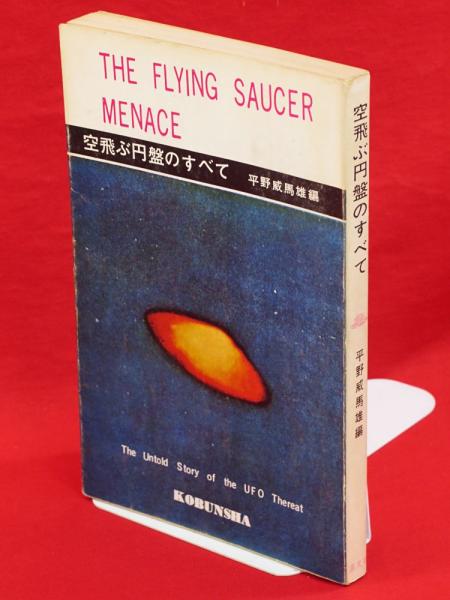 THE FLYING SAUCER
MENACE
空飛ぶ円盤のすべて 平野威馬雄編
The Untold Story of the UFO Thereat
KOBUNSHA
空飛ぶ円盤のすべて
平野威馬雄編